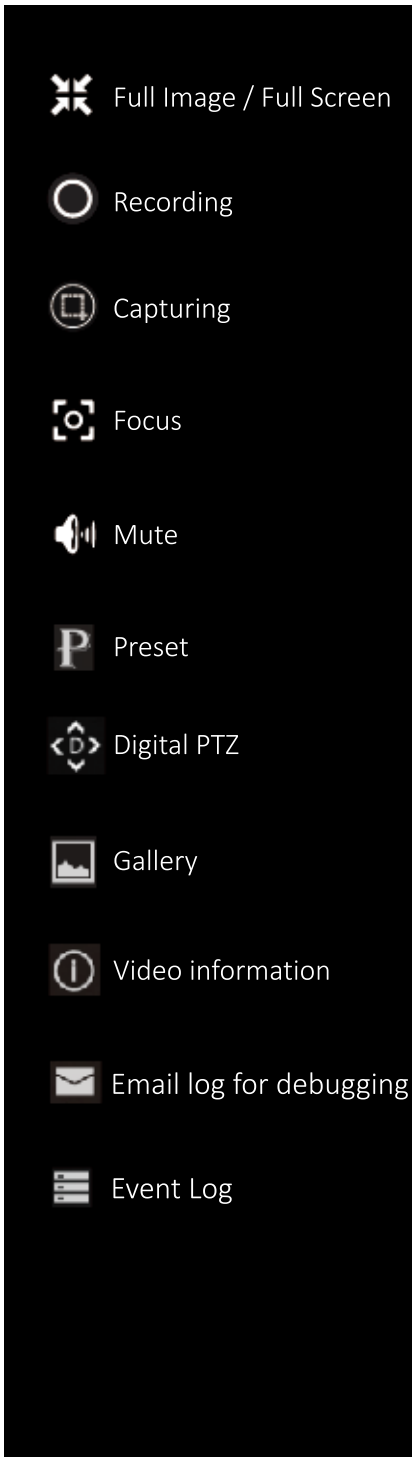 Full Image / Full Screen
Recording
Capturing
Focus
Mute
P Preset
D Digital PTZ
Gallery
Video information
Email log for debugging
Event Log